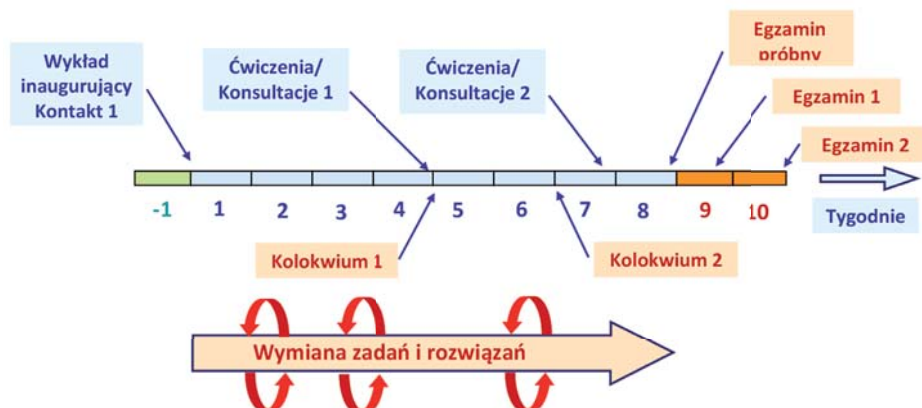 Wykład
inaugurujący
Kontakt 1
Ćwiczenia/
Konsultacje 1
Ćwiczenia/
Konsultacje 2
Egzamin
próbny
Egzamin 1
Egzamin 2
-1 1 2 3 4 5 6 7 8 9 10
Tygodnie
Kolokwium 1
Kolokwium 2
Wymiana zadań i rozwiązań